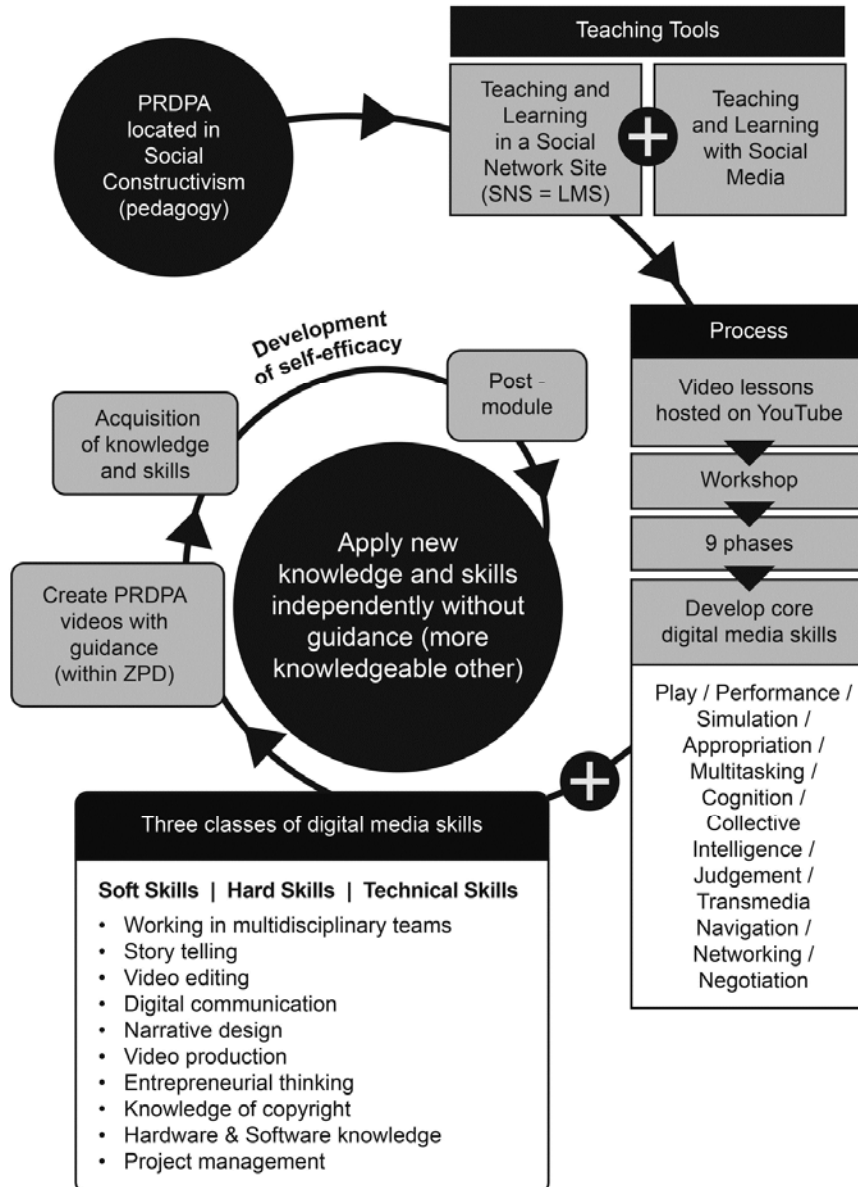 PRDPA
located in
Social
Constructivism
(pedagogy)
Teaching Tools
Teaching and
Learning
in a Social
Network Site
(SNS = LMS)
+
Teaching
and Learning
with Social
Media
Process
Video lessons
hosted on YouTube
Workshop
9 phases
Develop core
digital media skills
Play / Performance /
Simulation /
Appropriation /
Multitasking /
Cognition /
Collective
Intelligence /
Judgement /
Transmedia
Navigation /
Networking /
Negotiation
+
Three classes of digital media skills
Soft Skills | Hard Skills | Technical Skills
• Working in multidisciplinary teams
• Story telling
• Video editing
• Digital communication
• Narrative design
• Video production
• Entrepreneurial thinking
• Knowledge of copyright
• Hardware & Software knowledge
• Project management
Create PRDPA
videos with
guidance
(within ZPD)
Acquisition
of knowledge
and skills
Development
of self-efficacy
Post -
module
Apply new
knowledge and skills
independently without
guidance (more
knowledgeable other)